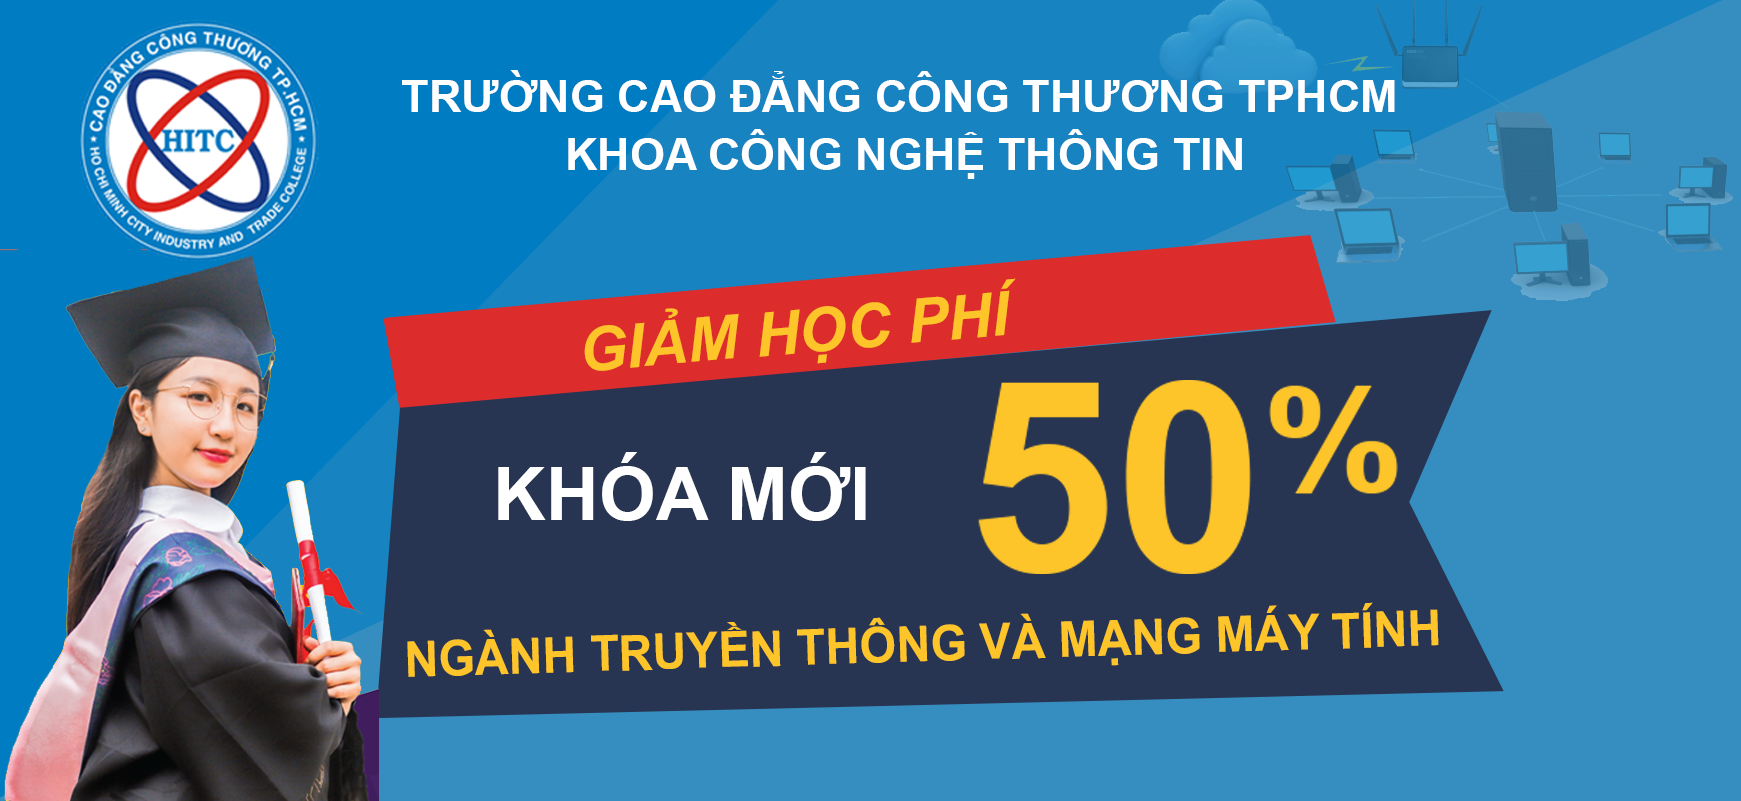 CAO ĐẲNG CÔNG THƯƠNG TP.HCM
HITC
HO CHI MINH CITY INDUSTRY AND TRADE COLLEGE
TRƯỜNG CAO ĐẲNG CÔNG THƯƠNG TPHCM
KHOA CÔNG NGHỆ THÔNG TIN
GIẢM HỌC PHÍ
KHÓA MỚI 50%
NGÀNH TRUYỀN THÔNG VÀ MẠNG MÁY TÍNH